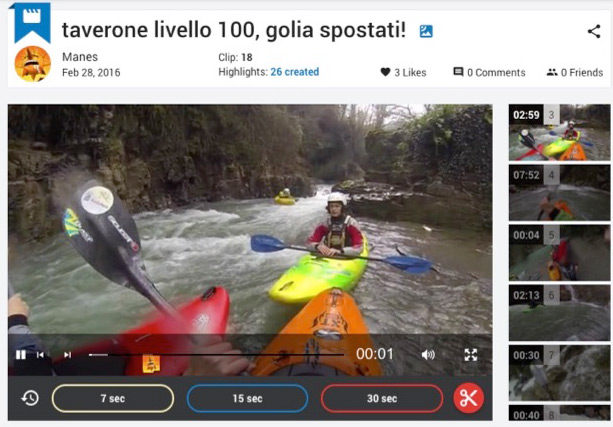 taverone livello 100, golia spostati!
Manes
Feb 28, 2016
Clip: 18
Highlights: 26 created
3 Likes
0 Comments
0 Friends
02:59 3
07:52 4
00:04 5
02:13 6
00:30 7
00:40 8
00:01
7 sec
15 sec
30 sec